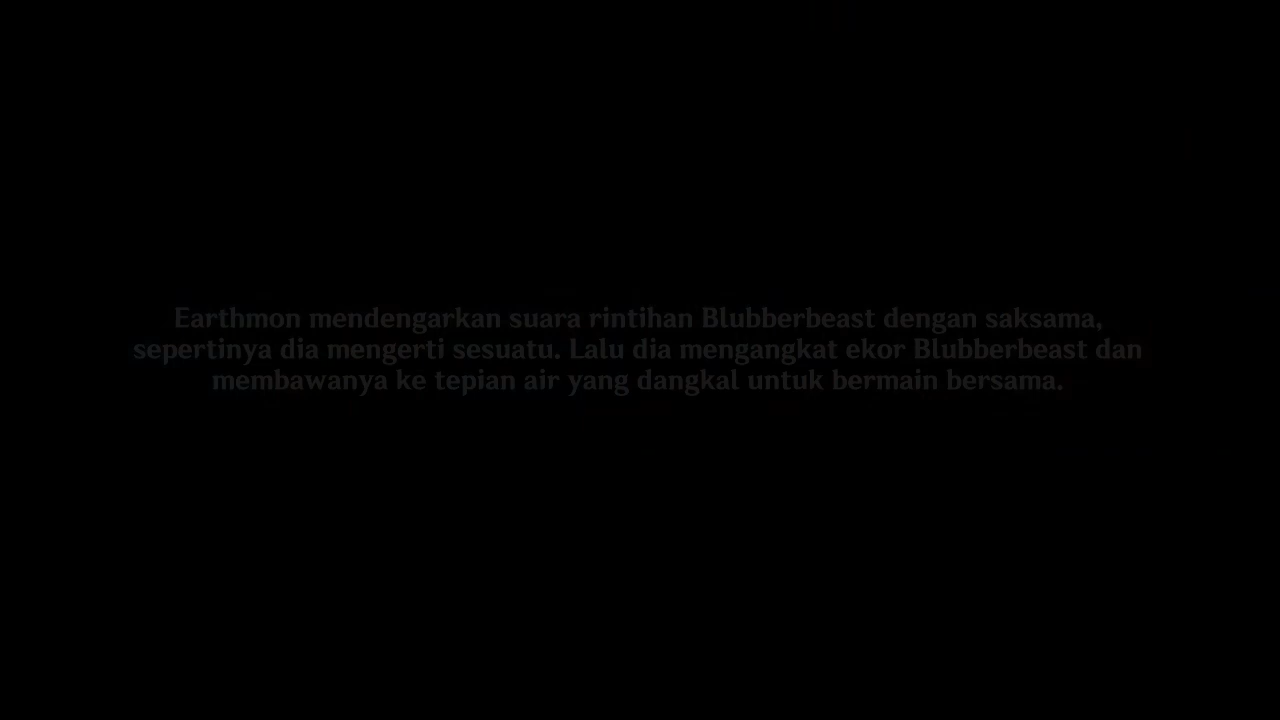 Earthmon mendengarkan suara rintihan Blubberbeast dengan saksama,
sepertinya dia mengerti sesuatu. Lalu dia mengangkat ekor Blubberbeast dan
membawanya ke tepian air yang dangkal untuk bermain bersama.